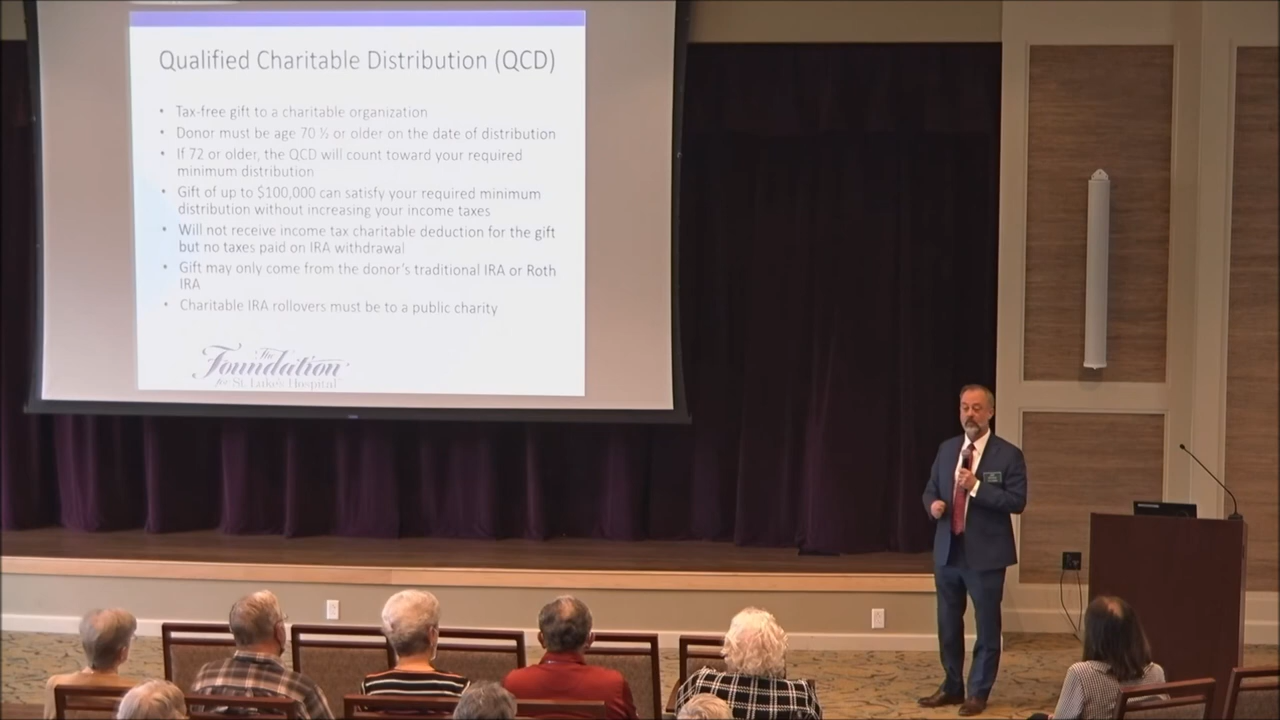 Qualified Charitable Distribution (QCD)
• Tax-free gift to a charitable organization
• Donor must be age 70 ½ or older on the date of distribution
• If 72 or older, the QCD will count toward your required
minimum distribution
• Gift of up to $100,000 can satisfy your required minimum
distribution without increasing your income taxes
• Will not receive income tax charitable deduction for the gift
but no taxes paid on IRA withdrawal
• Gift may only come from the donor's traditional IRA or Roth
IRA
• Charitable IRA rollovers must be to a public charity
The
Foundation
for St. Luke's Hospital